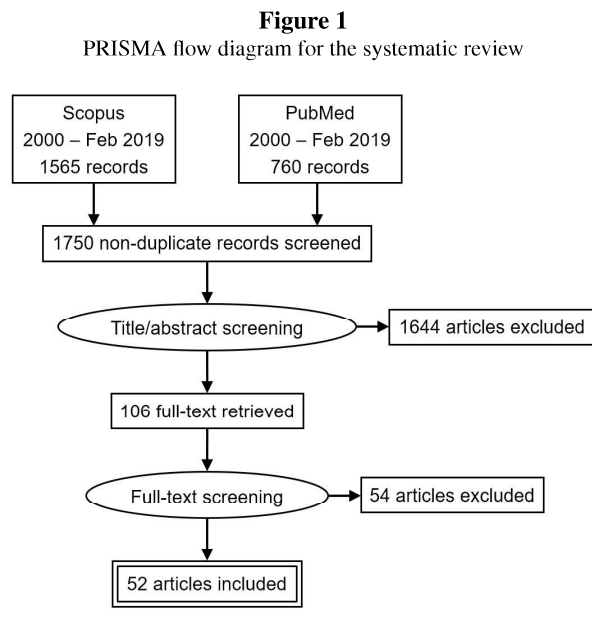 Figure 1
PRISMA flow diagram for the systematic review
Scopus
2000 – Feb 2019
1565 records
PubMed
2000 – Feb 2019
760 records
1750 non-duplicate records screened
Title/abstract screening
1644 articles excluded
106 full-text retrieved
Full-text screening
54 articles excluded
52 articles included